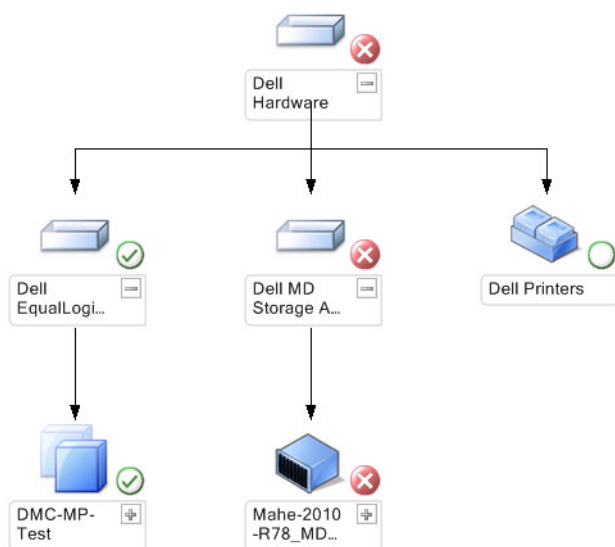 Dell
Hardware
Dell
EqualLogi...
Dell MD
Storage A...
Dell Printers
DMC-MP-
Test
Mahe-2010
-R78_MD...